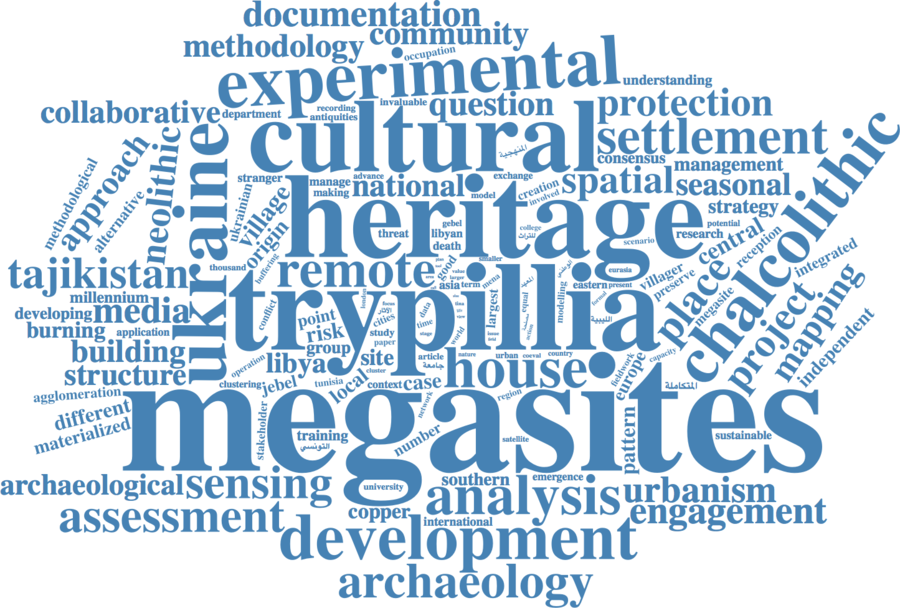 documentation
community
methodology
occupation
experimental
understanding
collaborative
department
recording
antiquities
invaluable
question
protection
cultural
settlement
المنهجية
consensus
management
methodological
approach
alternative
neolithic
ukraine
ukrainian
village
origin
stranger
manage
making
advance
national
model
exchange
creation
involved
spatial
seasonal
strategy
chalcolithic
heritage
threat
gebel
libyan
death
college
للتراث
scenario
research
potential
central
reception
integrated
tajikistan
thousand
buffering
remote
good
asia
term
mena
smaller
value
larger
eurasia
eastern
present
villager
preserve
place
megasite
project
mapping
independent
millennium
media
developing
burning
application
trypillia
conflict
point
risk
group
cities
focus
study
paper
data
time
world
largest
equal
modelling
الليبية
building
structure
operation
libya
site
cluster
article
جامعة
nature
urban
coeval
country
house
fieldwork
europe
capacity
المتكاملة
agglomeration
clustering
jebel
tunisia
local
context
case
network
region
different
materialized
megasites
stakeholder
training
التونسي
number
satellite
pattern
sustainable
archaeological
sensing
university
southern
emergence
analysis
urbanism
assessment
copper
international
engagement
development
archaeology